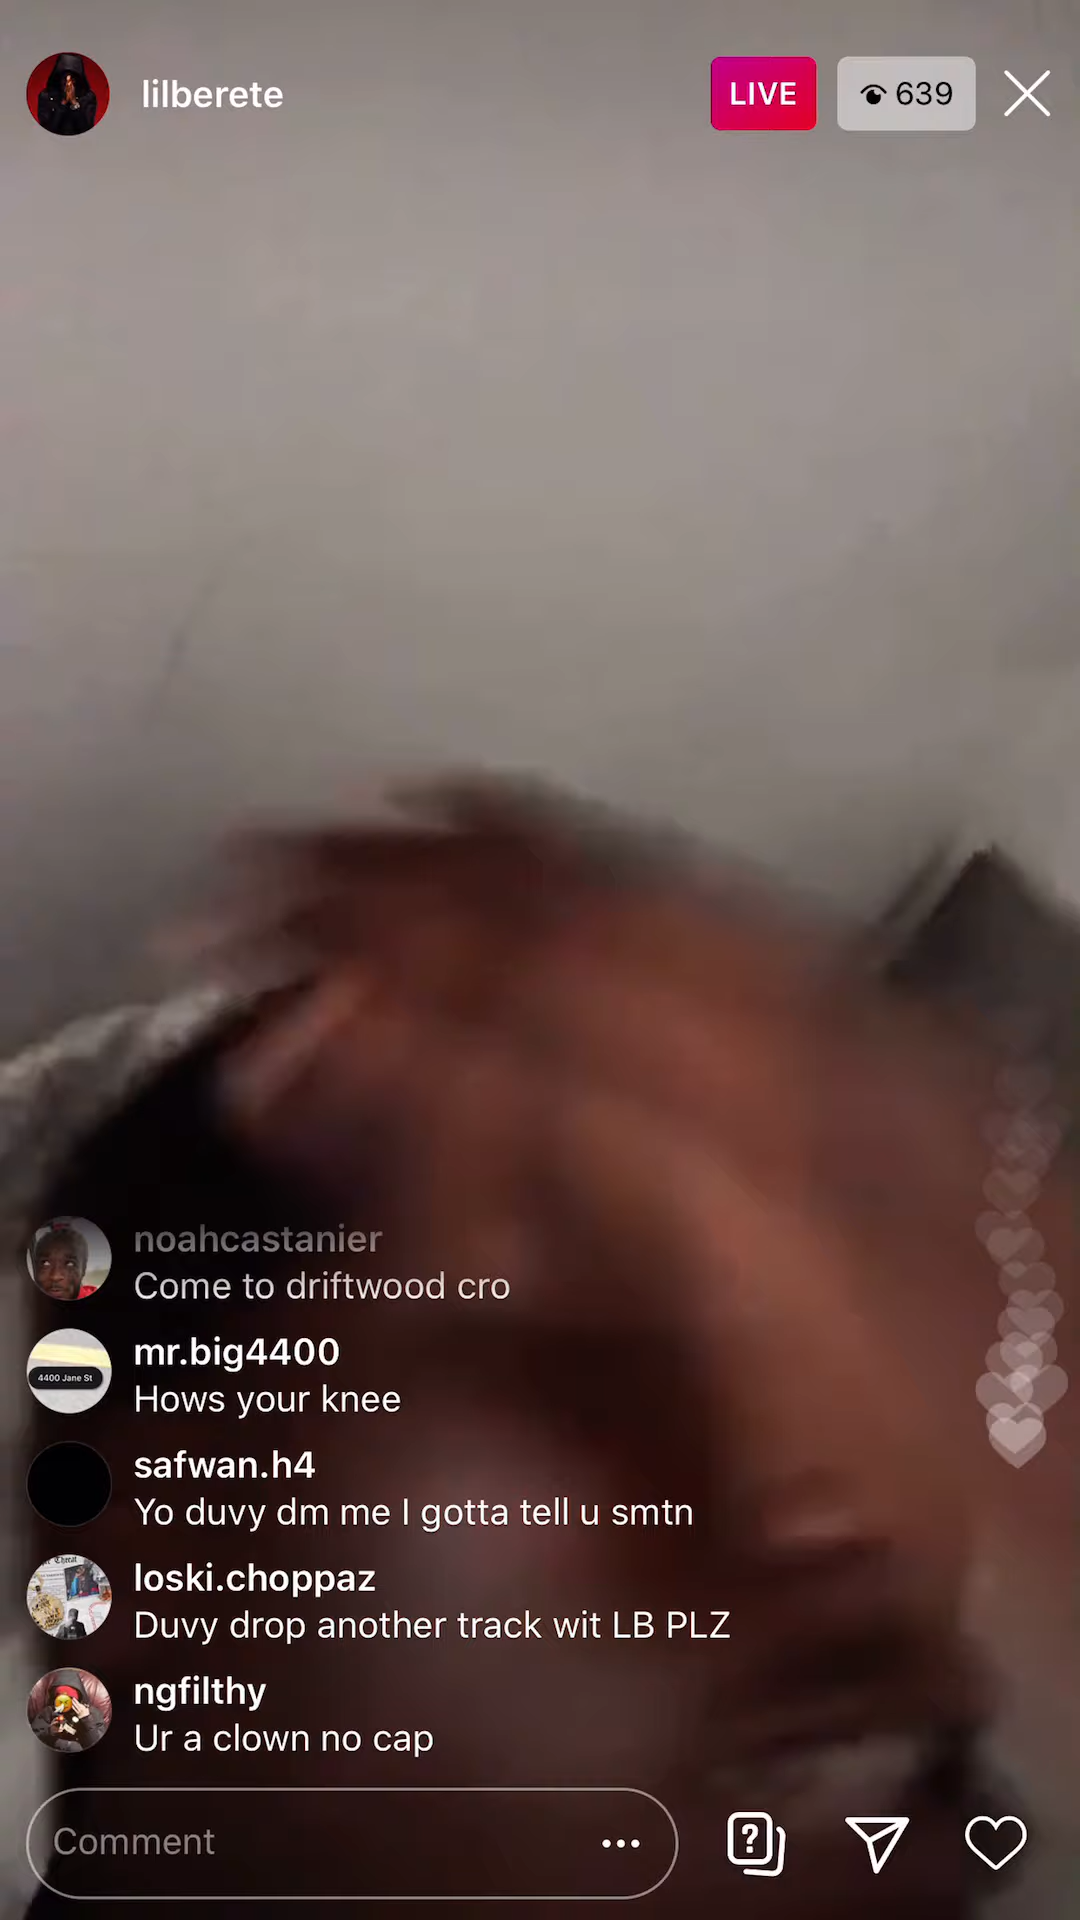 lilberete
LIVE
639
noahcastanier
Come to driftwood cro
mr.big4400
4400 Jane St
Hows your knee
safwan.h4
Yo duvy dm me I gotta tell u smtn
loski.choppaz
Duvy drop another track wit LB PLZ
ngfilthy
Ur a clown no cap
Comment